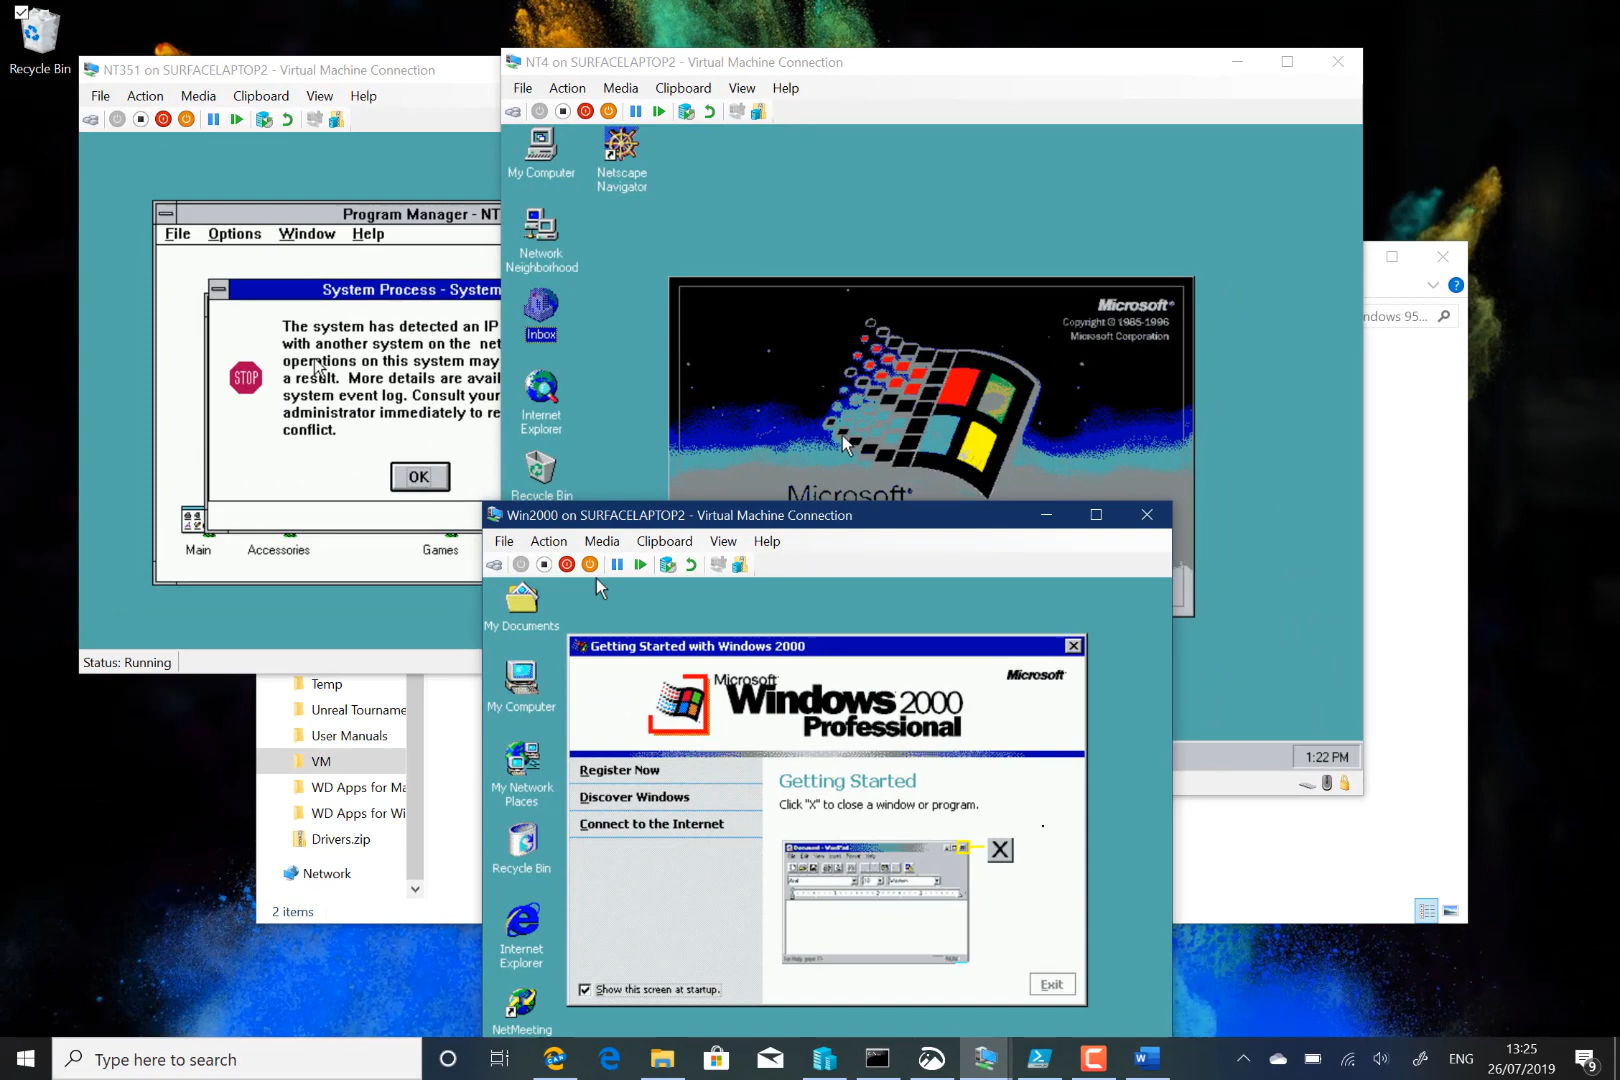 Recycle Bin
NT351 on SURFACELAPTOP2 - Virtual Machine Connection
File Action Media Clipboard View Help
Program Manager - NT
File Options Window Help
System Process - System
The system has detected an IP
with another system on the net
operations on this system may
a result. More details are avail
system event log. Consult your
administrator immediately to re
conflict.
STOP
OK
Main Accessories Games
Status: Running
NT4 on SURFACELAPTOP2 - Virtual Machine Connection
File Action Media Clipboard View Help
My Computer
Netscape
Navigator
Network
Neighborhood
Inbox
Internet
Explorer
Recycle Bin
Microsoft
Copyright © 1985-1996
Microsoft Corporation
Microsoft
1:22 PM
ndows 95...
Temp
Unreal Tourname
User Manuals
VM
WD Apps for Ma
WD Apps for Wi
Drivers.zip
Network
2 items
Win2000 on SURFACELAPTOP2 - Virtual Machine Connection
File Action Media Clipboard View Help
My Documents
My Computer
My Network
Places
Recycle Bin
Internet
Explorer
NetMeeting
Getting Started with Windows 2000
Microsoft
Microsoft
Windows 2000
Professional
Register Now
Discover Windows
Connect to the Internet
Getting Started
Click "X" to close a window or program.
Document - WordPad
Show this screen at startup.
Exit
Type here to search
ENG
13:25
26/07/2019
9